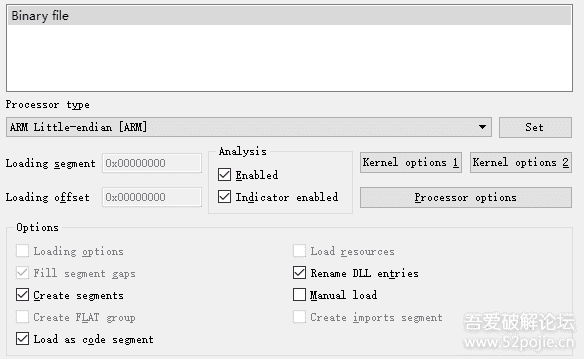 Binary file
Processor type
ARM Little-endian [ARM]
Set
Loading segment 0x00000000
Loading offset 0x00000000
Analysis
Enabled
Indicator enabled
Kernel options 1
Kernel options 2
Processor options
Options
Loading options
Fill segment gaps
Create segments
Create FLAT group
Load as code segment
Load resources
Rename DLL entries
Manual load
Create imports segment
吾爱破解论坛
www.52pojie.cn